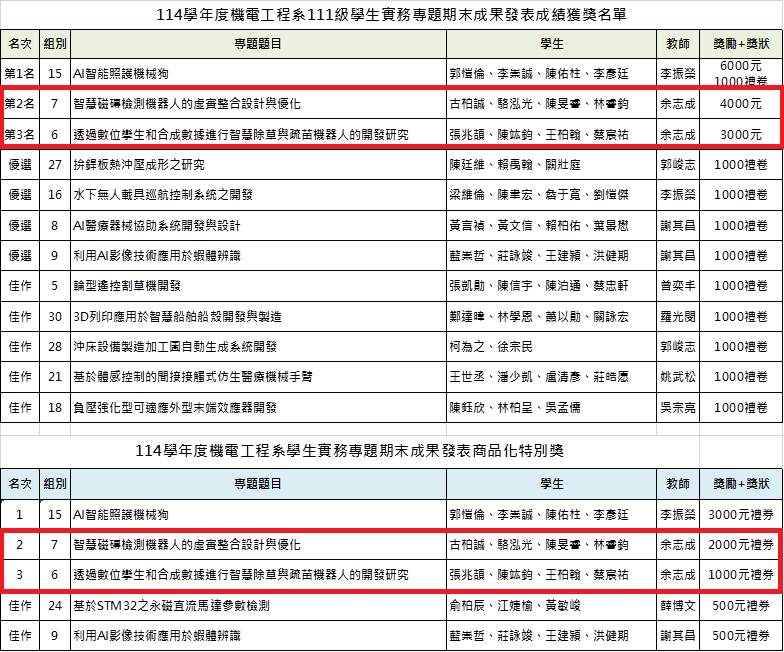 114學年度機電工程系111級學生實務專題期末成果發表成績獲獎名單
名次 組別 專題題目 學生 教師 獎勵+獎狀
第1名 15 AI智能照護機械狗 郭愷倫、李崇誠、陳佑柱、李彥廷 李振榮 6000元 1000禮券
第2名 7 智慧磁磚檢測機器人的虛實整合設計與優化 古柏誠、駱泓光、陳旻睿、林睿鈞 余志成 4000元
第3名 6 透過數位孿生和合成數據進行智慧除草與疏苗機器人的開發研究 張兆頡、陳竑鈞、王柏翰、蔡宸祐 余志成 3000元
優選 27 拚銲板熱沖壓成形之研究 陳廷維、賴禹翰、闕壯庭 郭峻志 1000禮卷
優選 16 水下無人載具巡航控制系統之開發 梁維倫、陳聿宏、詹于寬、劉愷傑 李振榮 1000禮卷
優選 8 AI醫療器械協助系統開發與設計 黃言禎、黃文信、賴柏佑、葉景懋 謝其昌 1000禮卷
優選 9 利用AI影像技術應用於蝦體辨識 藍崇哲、莊詠竣、王建穎、洪健期 謝其昌 1000禮卷
佳作 5 輪型遙控割草機開發 張凱勛、陳信宇、陳泊通、蔡忠軒 曾奕丰 1000禮卷
佳作 30 3D列印應用於智慧船舶船殼開發與製造 鄭達暐、林學恩、蕭以勛、關詠宏 羅光閔 1000禮卷
佳作 28 沖床設備製造加工圖自動生成系統開發 柯為之、徐宗民 郭峻志 1000禮卷
佳作 21 基於體感控制的間接接觸式仿生醫療機械手臂 王世丞、潘少凱、盧清彥、莊皓愿 姚武松 1000禮卷
佳作 18 負壓強化型可適應外型末端效應器開發 陳鈺欣、林柏呈、吳孟儒 吳宗亮 1000禮卷
114學年度機電工程系學生實務專題期末成果發表商品化特別獎
名次 組別 專題題目 學生 教師 獎勵+獎狀
1 15 AI智能照護機械狗 郭愷倫、李崇誠、陳佑柱、李彥廷 李振榮 3000元禮券
2 7 智慧磁磚檢測機器人的虛實整合設計與優化 古柏誠、駱泓光、陳旻睿、林睿鈞 余志成 2000元禮券
3 6 透過數位孿生和合成數據進行智慧除草與疏苗機器人的開發研究 張兆頡、陳竑鈞、王柏翰、蔡宸祐 余志成 1000元禮券
佳作 24 基於STM32之永磁直流馬達參數檢測 俞柏辰、江婕榆、黃敏峻 薛博文 500元禮券
佳作 9 利用AI影像技術應用於蝦體辨識 藍崇哲、莊詠竣、王建穎、洪健期 謝其昌 500元禮券